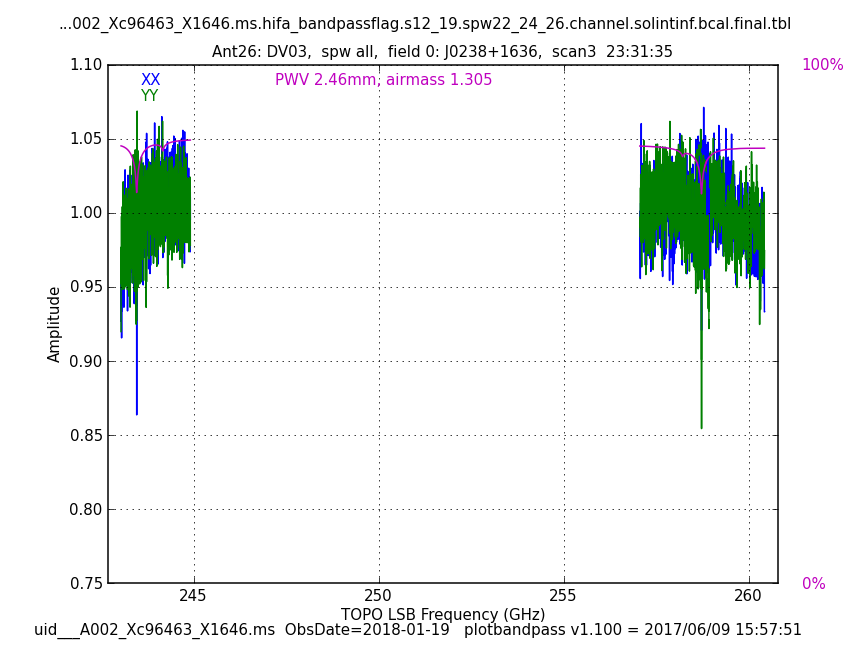 ...002_Xc96463_X1646.ms.hifa_bandpassflag.s12_19.spw22_24_26.channel.solintinf.bcal.final.tbl
Ant26: DV03,  spw all,  field 0: J0238+1636,  scan3  23:31:35
1.10
100%
XX
PWV 2.46mm, airmass 1.305
YY
1.05
1.00
0.95
0.90
0.85
0.80
0.75
0%
Amplitude
245
250
255
260
TOPO LSB Frequency (GHz)
uid___A002_Xc96463_X1646.ms  ObsDate=2018-01-19   plotbandpass v1.100 = 2017/06/09 15:57:51